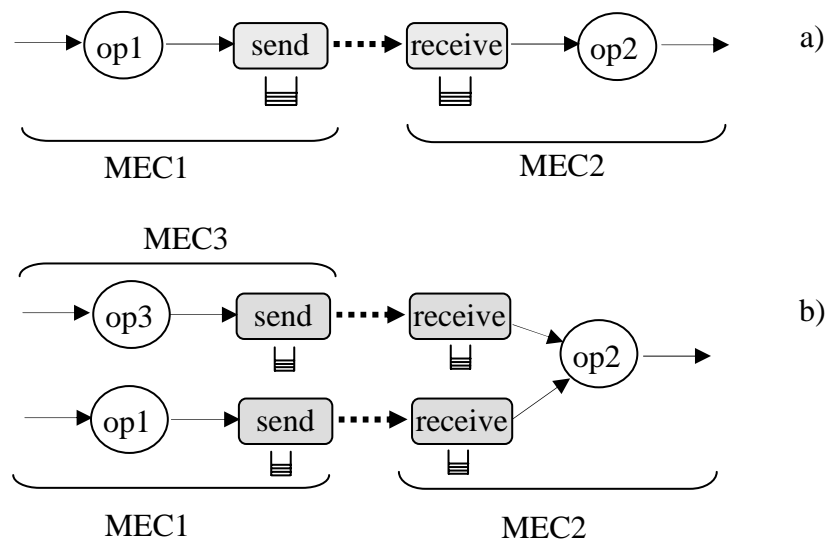 op1 send receive op2 a)
MEC1 MEC2
MEC3
op3 send receive b)
op2
op1 send receive
MEC1 MEC2